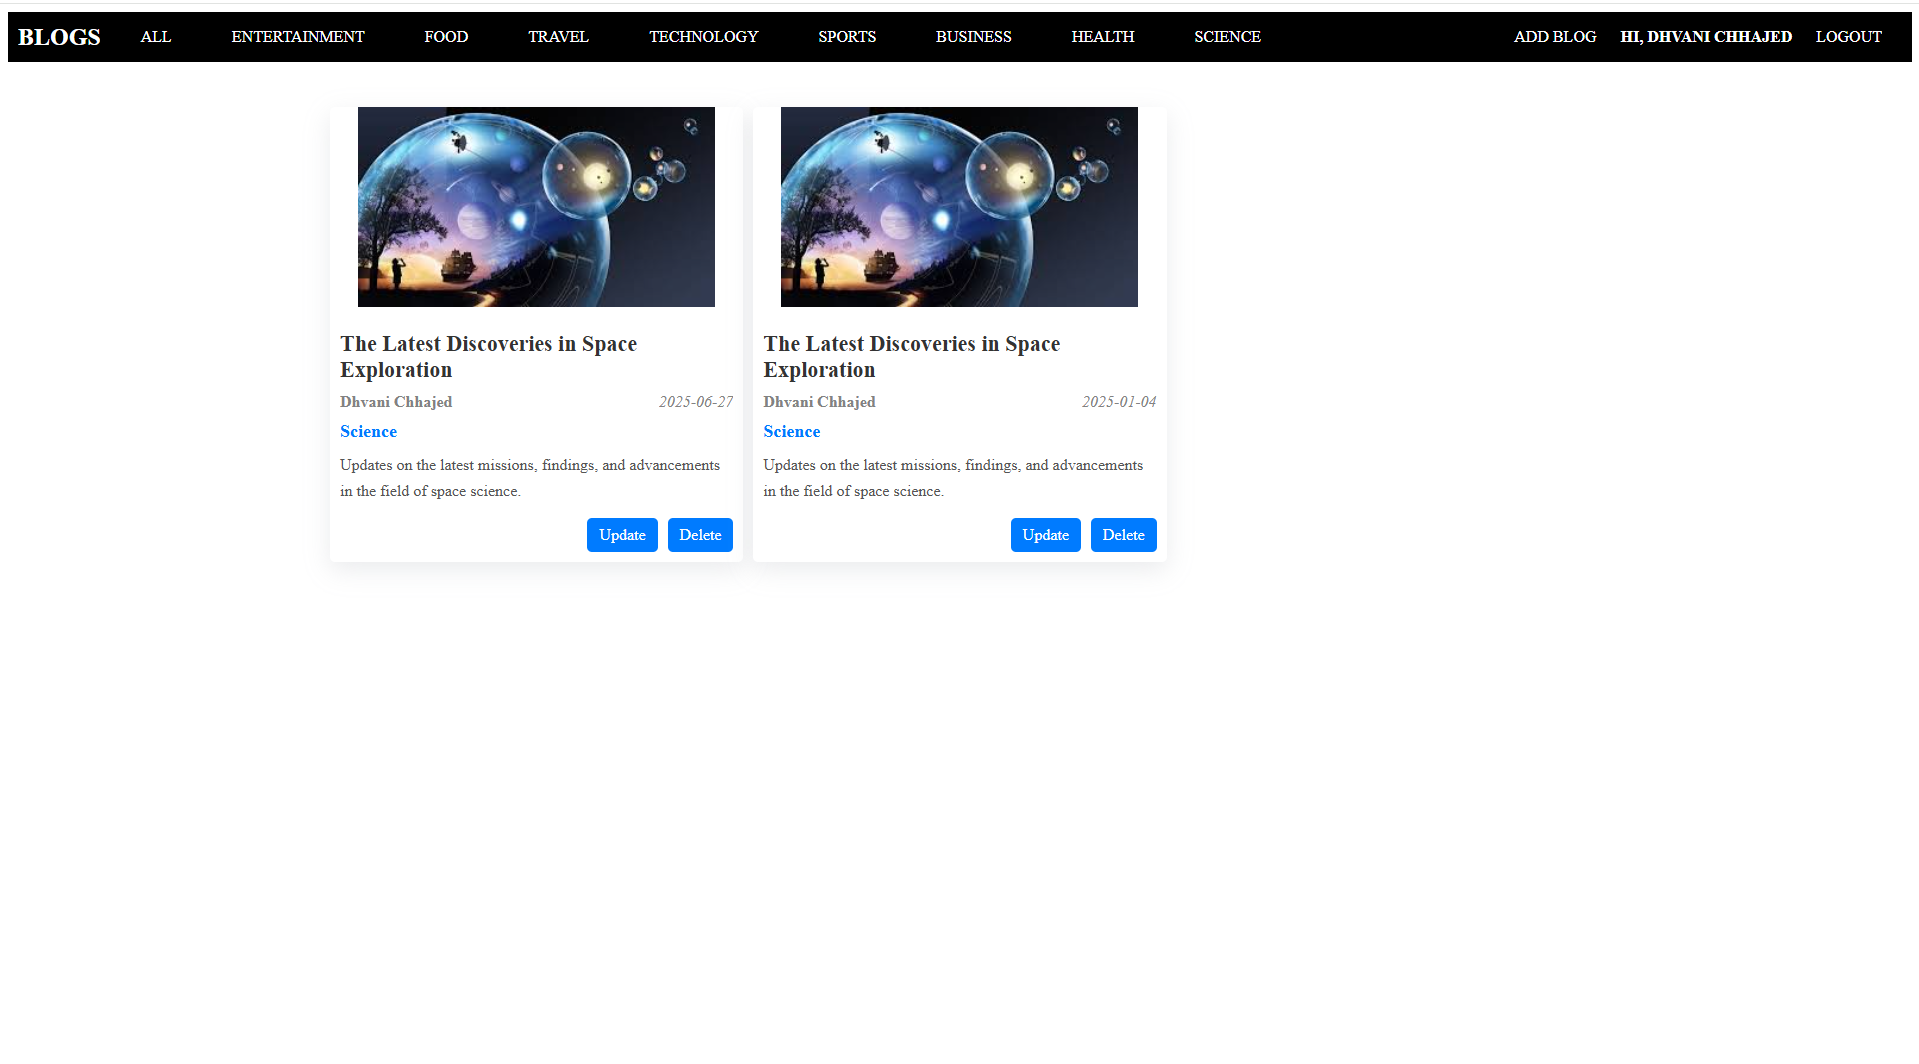 BLOGS ALL ENTERTAINMENT FOOD TRAVEL TECHNOLOGY SPORTS BUSINESS HEALTH SCIENCE ADD BLOG HI, DHVANI CHHAJED LOGOUT
The Latest Discoveries in Space
Exploration
Dhvani Chhajed 2025-06-27
Science
Updates on the latest missions, findings, and advancements
in the field of space science.
Update Delete
The Latest Discoveries in Space
Exploration
Dhvani Chhajed 2025-01-04
Science
Updates on the latest missions, findings, and advancements
in the field of space science.
Update Delete